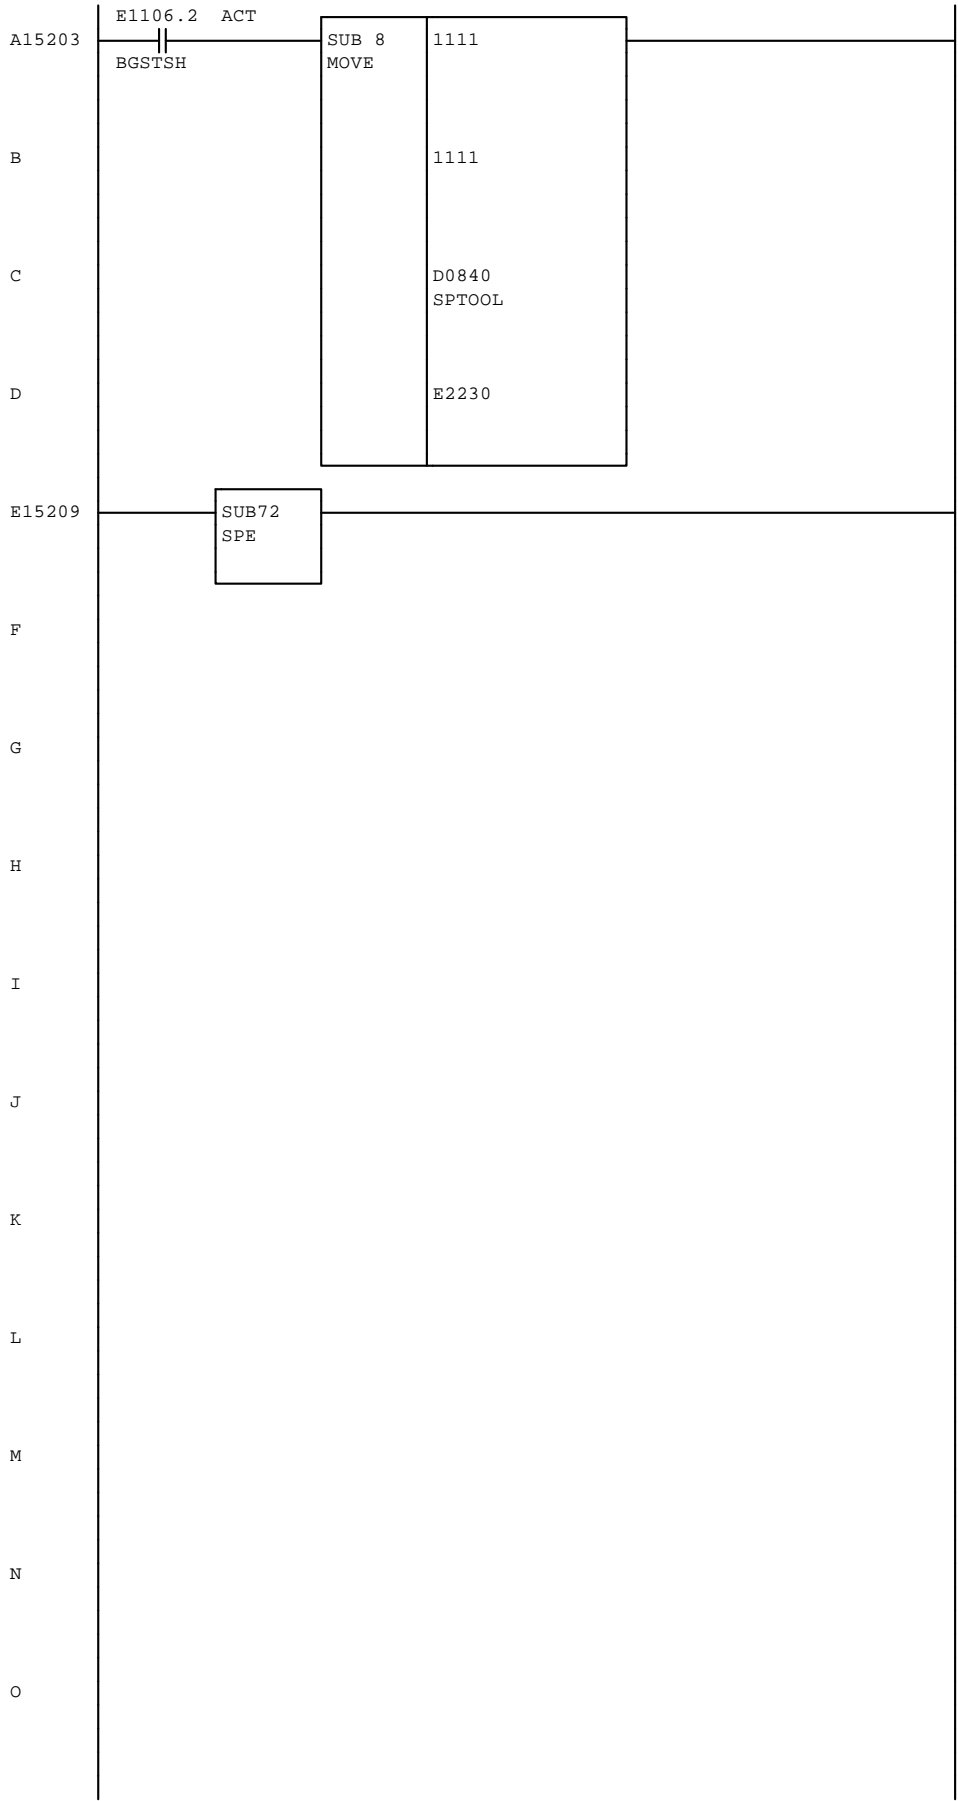 E1106.2 ACT
A15203 SUB 8 1111
BGSTSH MOVE
B 1111
C D0840
SPTOOL
D E2230
E15209 SUB72
SPE
F
G
H
I
J
K
L
M
N
O